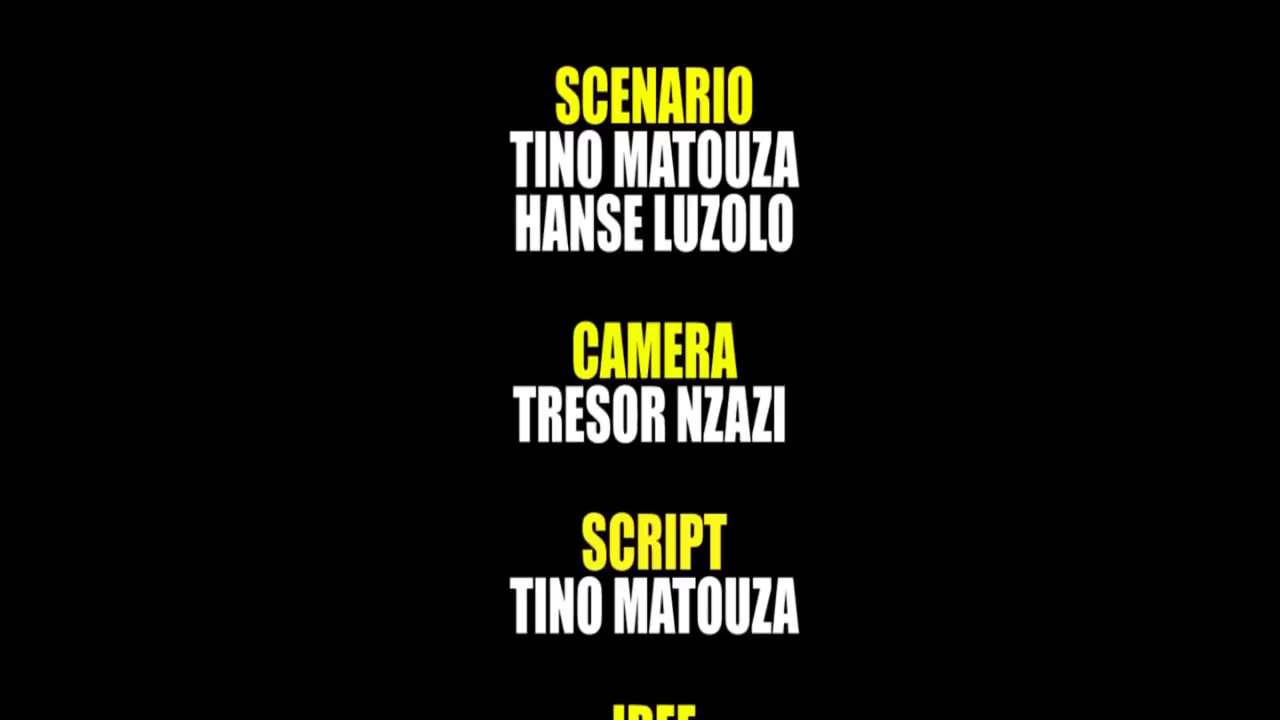 SCENARIO
TINO MATOUZA
HANSE LUZOLO
CAMERA
TRESOR NZAZI
SCRIPT
TINO MATOUZA